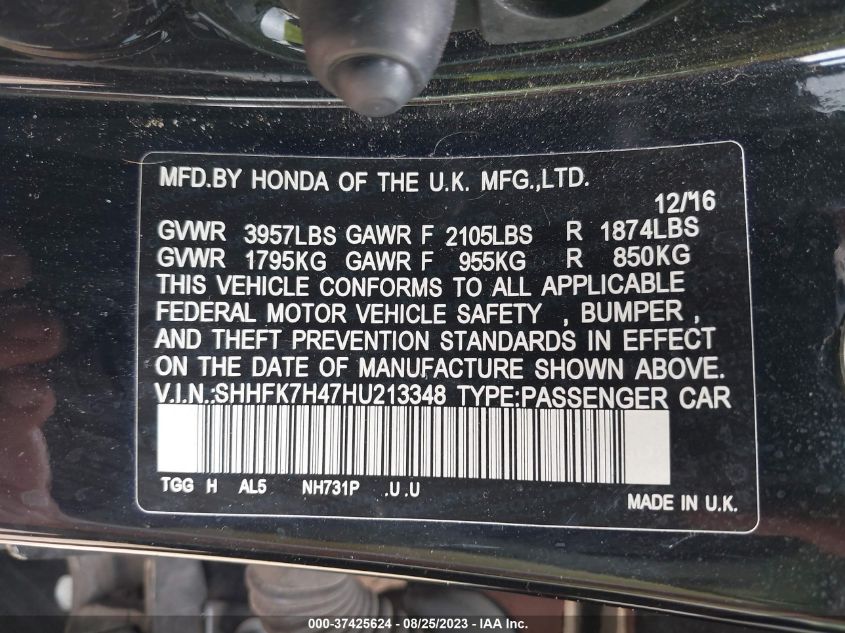 MFD.BY HONDA OF THE U.K. MFG.,LTD.
12/16
GVWR 3957LBS GAWR F 2105LBS R 1874LBS
GVWR 1795KG GAWR F 955KG R 850KG
THIS VEHICLE CONFORMS TO ALL APPLICABLE
FEDERAL MOTOR VEHICLE SAFETY , BUMPER ,
AND THEFT PREVENTION STANDARDS IN EFFECT
ON THE DATE OF MANUFACTURE SHOWN ABOVE.
V.I.N.:SHHFK7H47HU213348 TYPE:PASSENGER CAR
TGG H AL5 NH731P .U .U
MADE IN U.K.
000-37425624 - 08/25/2023 - IAA Inc.